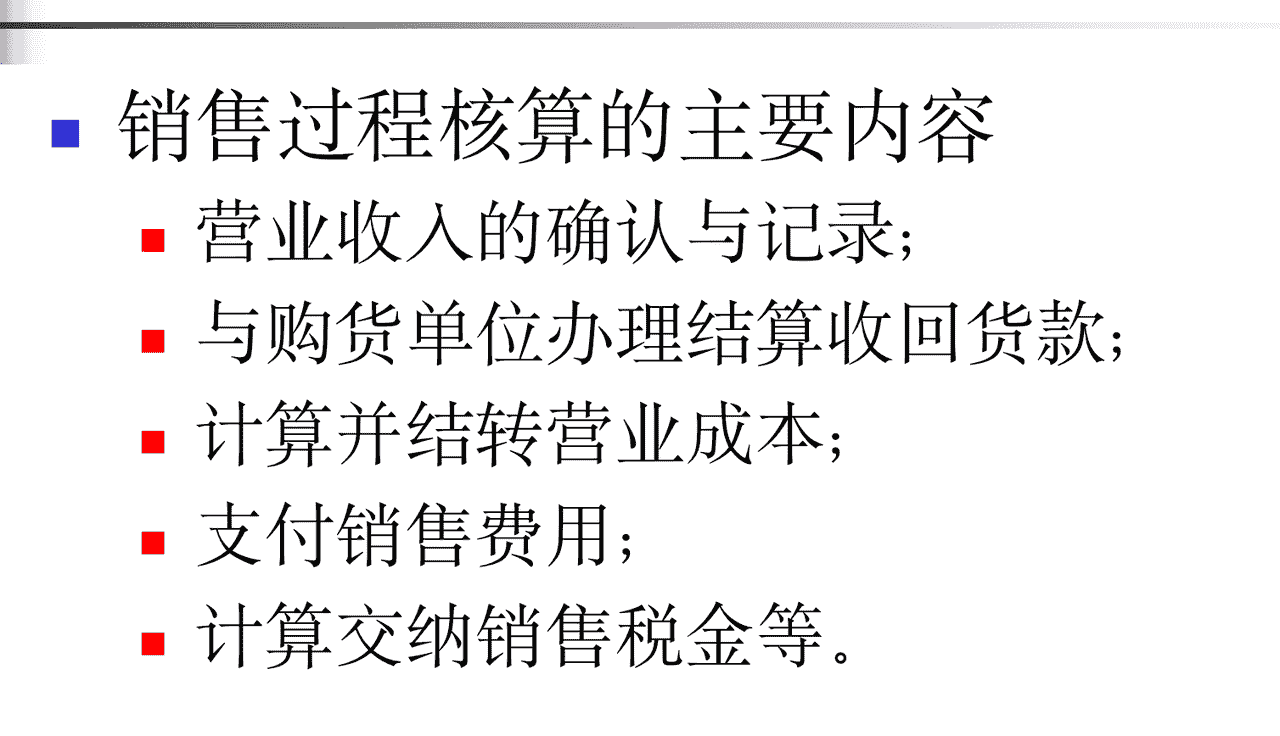 销售过程核算的主要内容
营业收入的确认与记录；
与购货单位办理结算收回货款；
计算并结转营业成本；
支付销售费用；
计算交纳销售税金等。